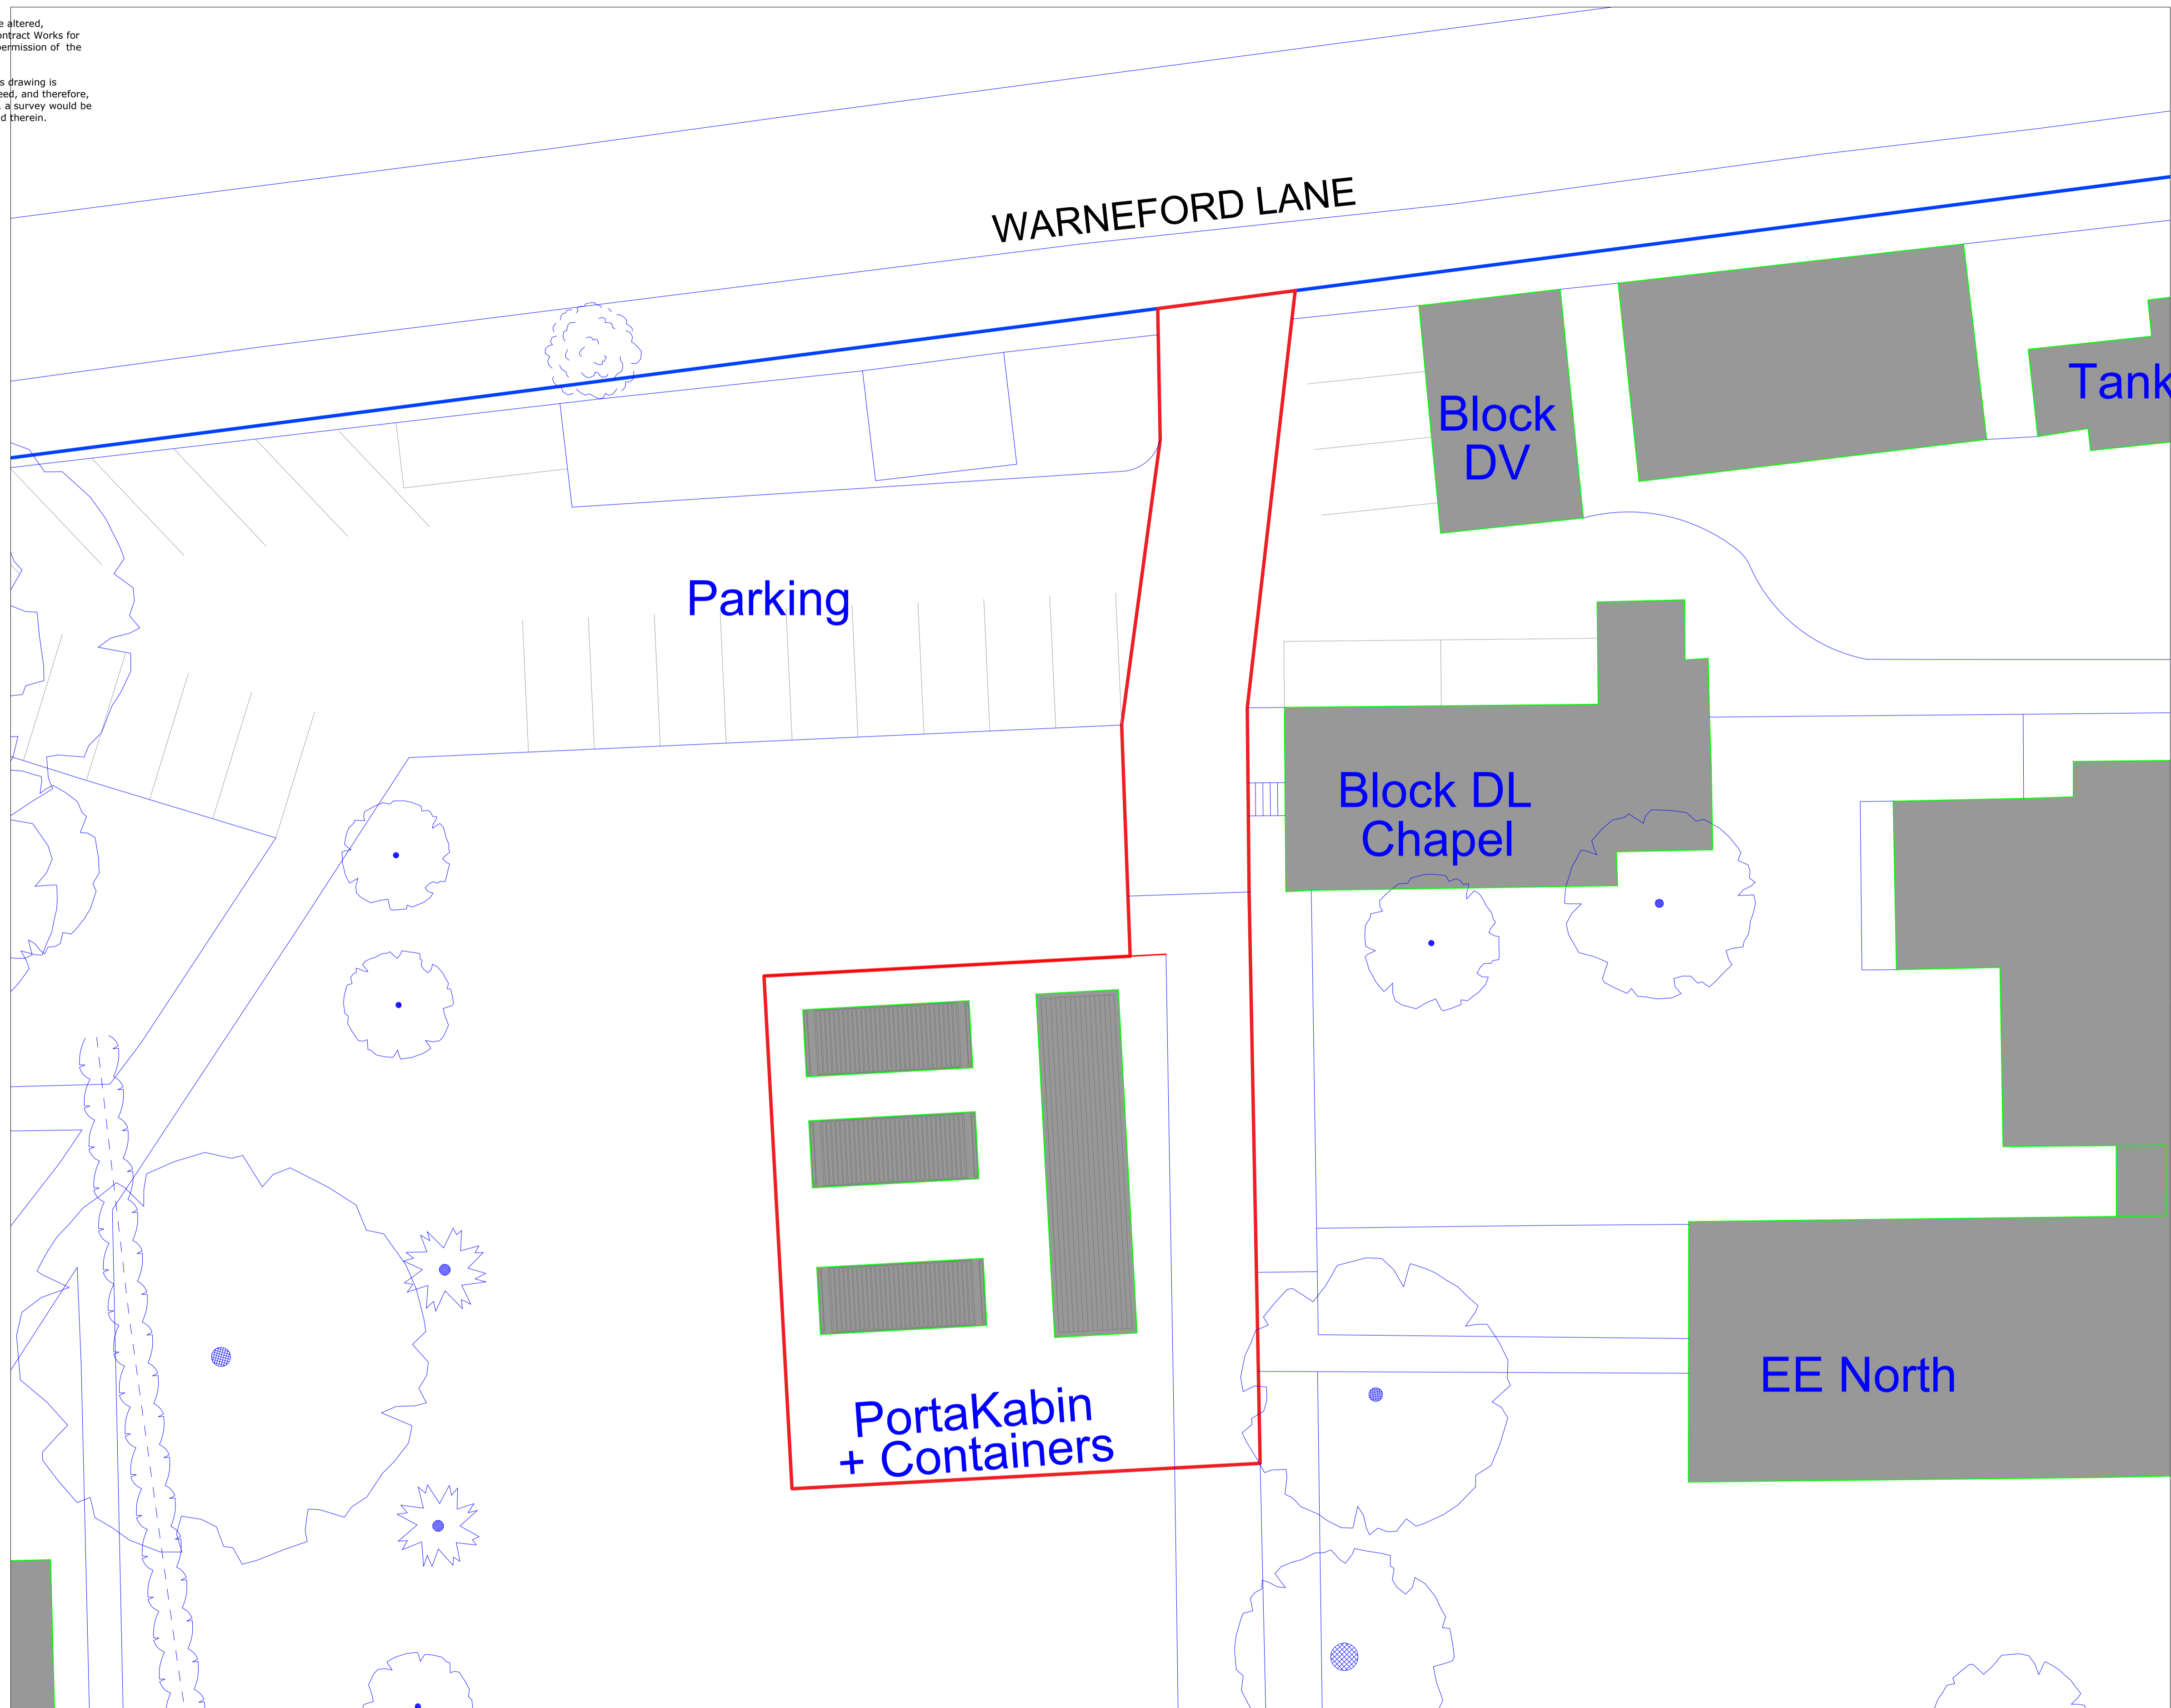 altered,
Contract Works for
permission of the
s drawing is
eed, and therefore,
, a survey would be
d therein.
WARNEFORD LANE
Block
DV
Tank
Parking
Block DL
Chapel
PortaKabin
+ Containers
EE North